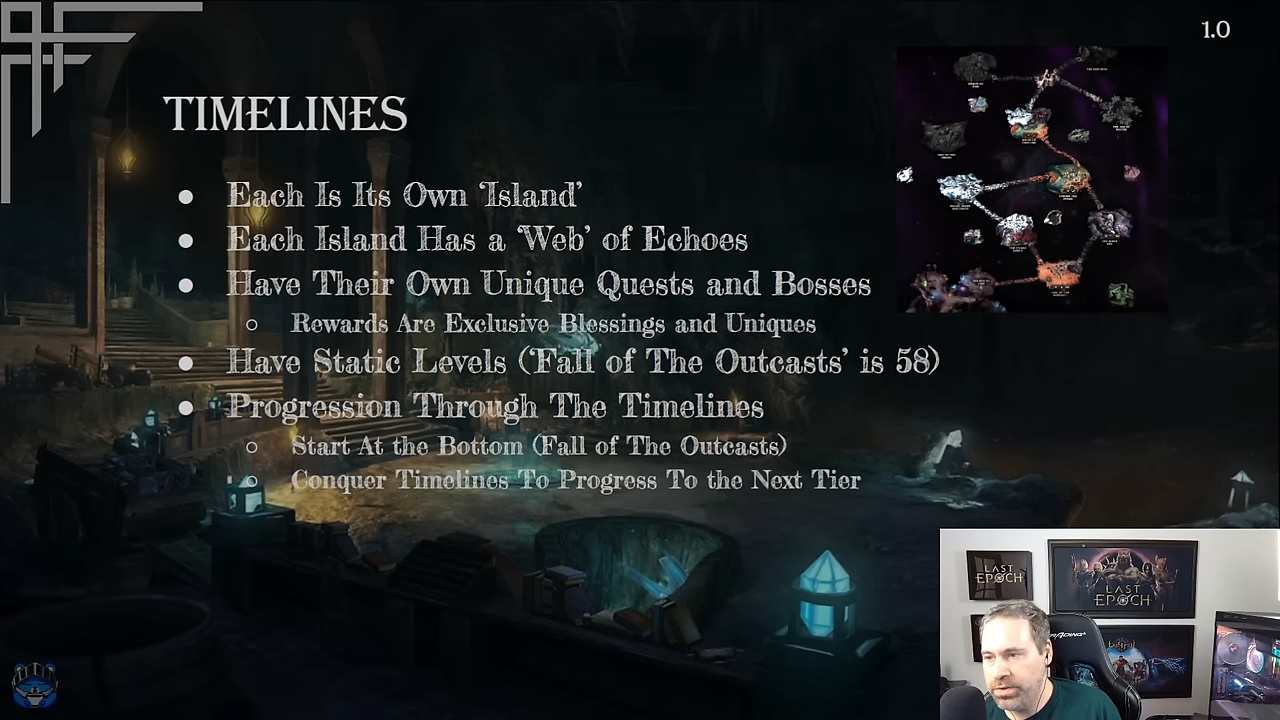 1.0
TIMELINES
● Each Is Its Own 'Island'
● Each Island Has a 'Web' of Echoes
● Have Their Own Unique Quests and Bosses
○ Rewards Are Exclusive Blessings and Uniques
● Have Static Levels ('Fall of The Outcasts' is 58)
● Progression Through The Timelines
○ Start At the Bottom (Fall of The Outcasts)
○ Conquer Timelines To Progress To the Next Tier
LAST
EPOCH
LAST
EPOCH